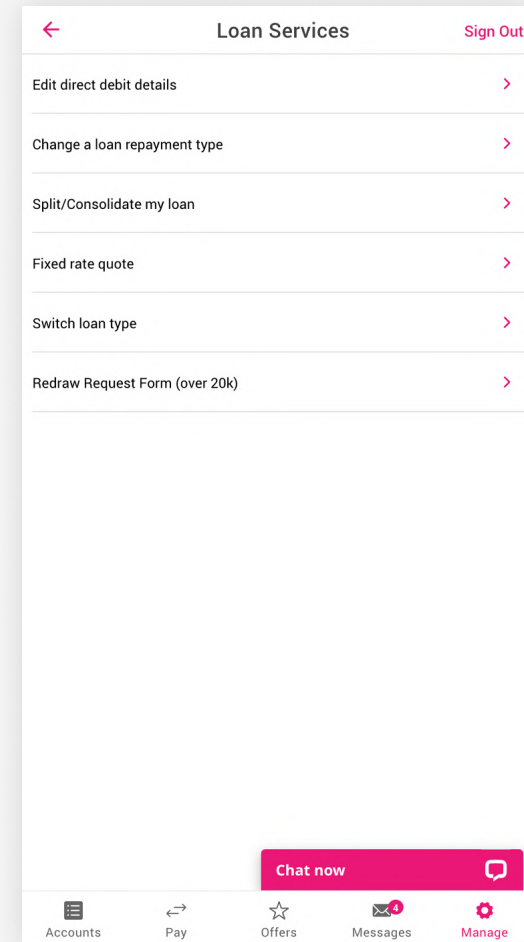 Loan Services
Sign Out
Edit direct debit details
Change a loan repayment type
Split/Consolidate my loan
Fixed rate quote
Switch loan type
Redraw Request Form (over 20k)
Chat now
4
Accounts
Pay
Offers
Messages
Manage